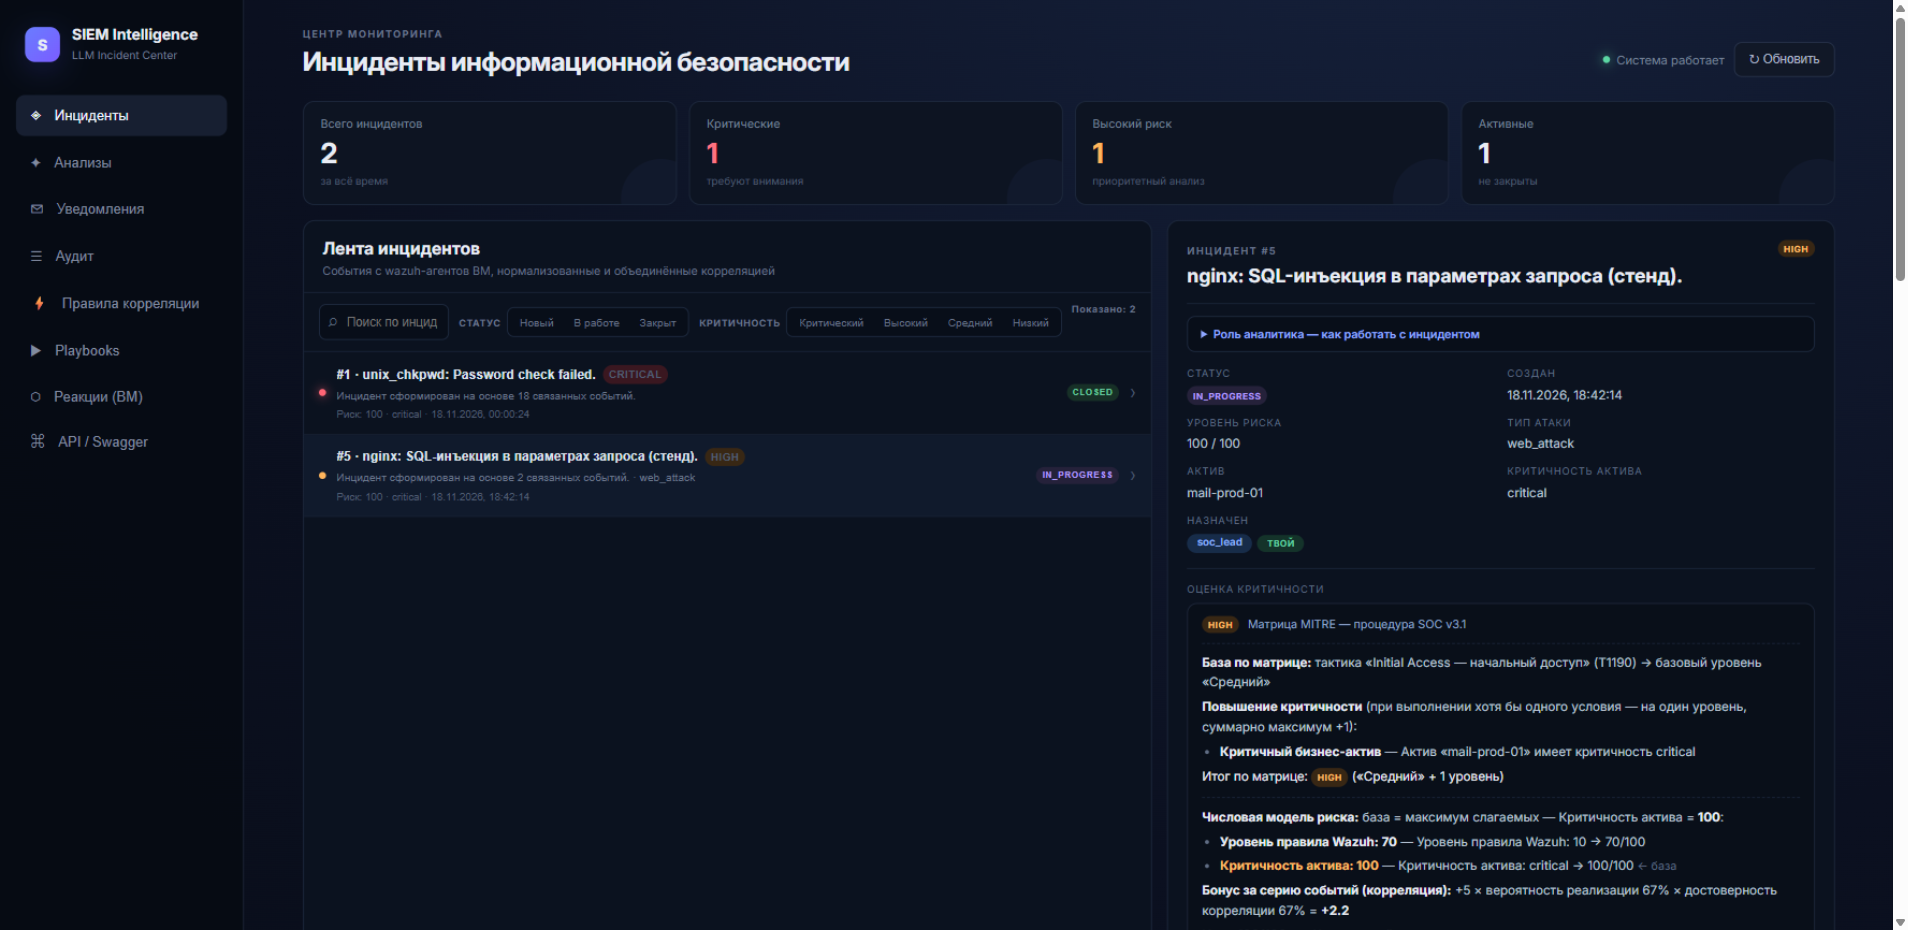 S
SIEM Intelligence
LLM Incident Center
Инциденты
Анализы
Уведомления
Аудит
Правила корреляции
Playbooks
Реакции (ВМ)
API / Swagger
ЦЕНТР МОНИТОРИНГА
Инциденты информационной безопасности
Система работает
↻ Обновить
Всего инцидентов
2
за всё время
Критические
1
требуют внимания
Высокий риск
1
приоритетный анализ
Активные
1
не закрыты
Лента инцидентов
События с wazuh-агентов ВМ, нормализованные и объединённые корреляцией
Поиск по инцид
СТАТУС
Новый
В работе
Закрыт
КРИТИЧНОСТЬ
Критический
Высокий
Средний
Низкий
Показано: 2
#1 · unix_chkpwd: Password check failed. CRITICAL
Инцидент сформирован на основе 18 связанных событий.
Риск: 100 · critical · 18.11.2026, 00:00:24
CLOSED
#5 · nginx: SQL-инъекция в параметрах запроса (стенд). HIGH
Инцидент сформирован на основе 2 связанных событий. · web_attack
Риск: 100 · critical · 18.11.2026, 18:42:14
IN_PROGRESS
ИНЦИДЕНТ #5
HIGH
nginx: SQL-инъекция в параметрах запроса (стенд).
▶ Роль аналитика — как работать с инцидентом
СТАТУС
IN_PROGRESS
СОЗДАН
18.11.2026, 18:42:14
УРОВЕНЬ РИСКА
100 / 100
ТИП АТАКИ
web_attack
АКТИВ
mail-prod-01
КРИТИЧНОСТЬ АКТИВА
critical
НАЗНАЧЕН
soc_lead ТВОЙ
ОЦЕНКА КРИТИЧНОСТИ
HIGH Матрица MITRE — процедура SOC v3.1
База по матрице: тактика «Initial Access — начальный доступ» (T1190) → базовый уровень
«Средний»
Повышение критичности (при выполнении хотя бы одного условия — на один уровень,
суммарно максимум +1):
• Критичный бизнес-актив — Актив «mail-prod-01» имеет критичность critical
Итог по матрице: HIGH («Средний» + 1 уровень)
Числовая модель риска: база = максимум слагаемых — Критичность актива = 100:
• Уровень правила Wazuh: 70 — Уровень правила Wazuh: 10 → 70/100
• Критичность актива: 100 — Критичность актива: critical → 100/100 ← база
Бонус за серию событий (корреляция): +5 × вероятность реализации 67% × достоверность
корреляции 67% = +2.2